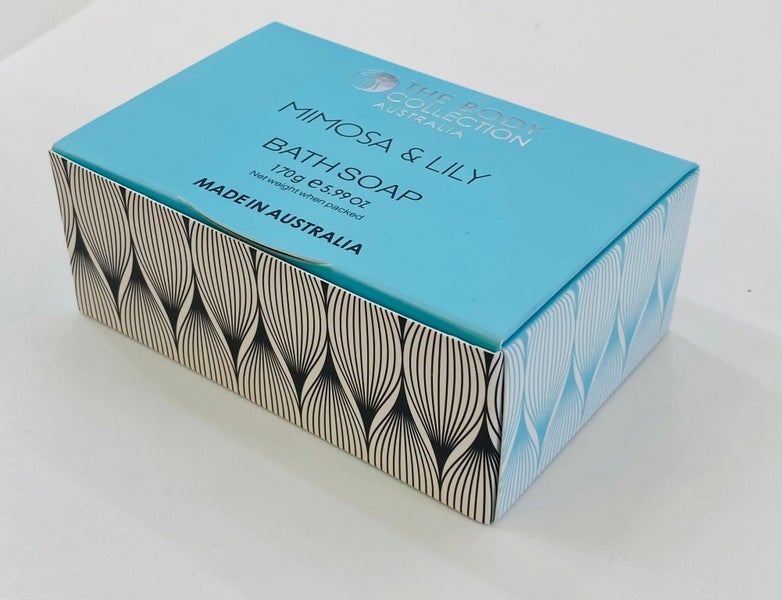 THE BODY
COLLECTION
AUSTRALIA
MIMOSA & LILY
BATH SOAP
170g e 5.99 OZ
Net weight when packed
MADE IN AUSTRALIA